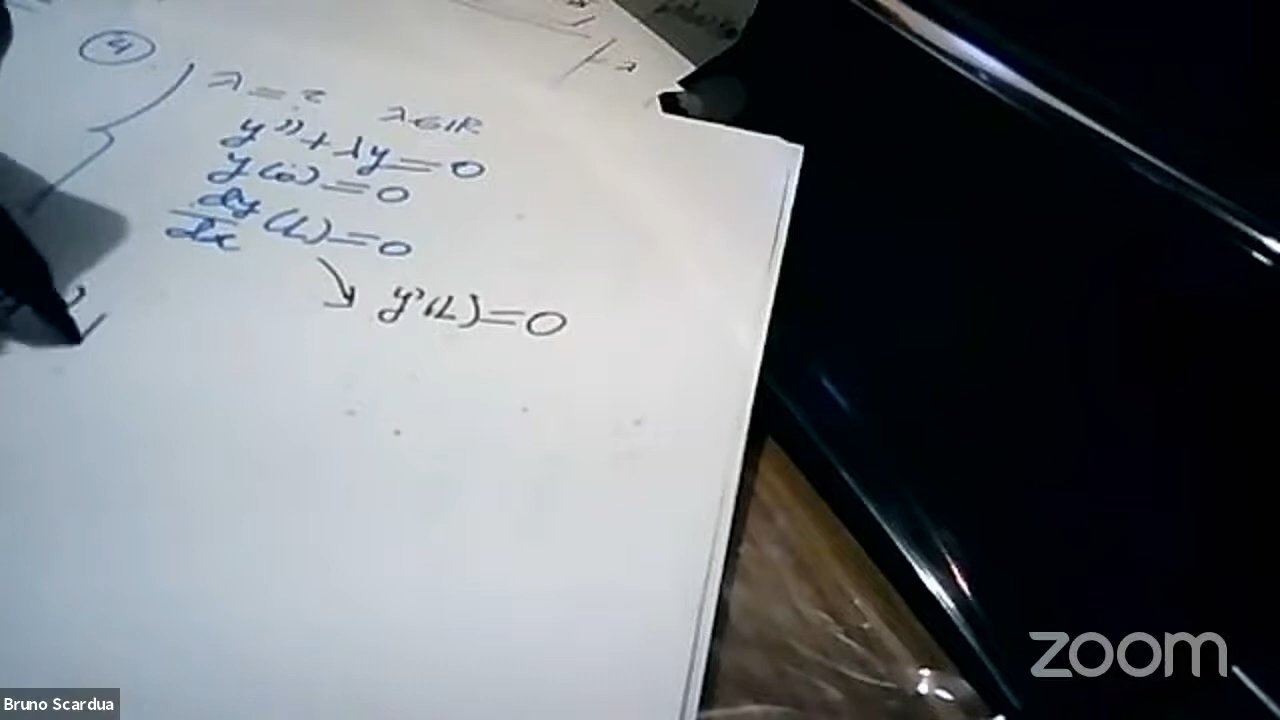 ④
λ = ? λ ∈ ℝ
y'' + λy = 0
y(0) = 0
dy/dx (L) = 0
↘ y'(L) = 0
zoom
Bruno Scardua